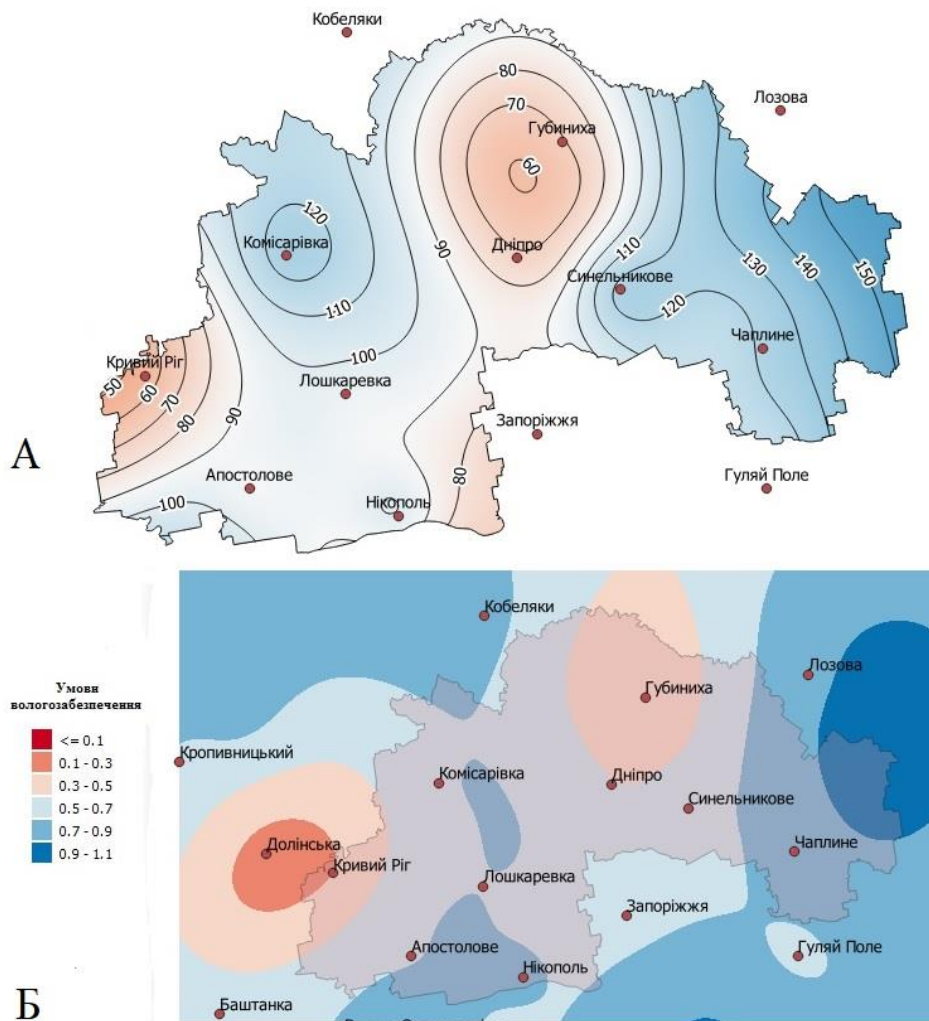 Кобеляки
Лозова
80
70
Губиниха
60
120
Комісарівка
90
Дніпро
110
Синельникове
130
140
150
110
120
Чаплине
100
Кривий Ріг
50
60
70
80
90
Лошкаревка
Запоріжжя
А
Апостолове
80
Гуляй Поле
100
Нікополь
Кобеляки
Лозова
Умови
вологозабезпечення
<= 0.1
0.1 - 0.3
0.3 - 0.5
0.5 - 0.7
0.7 - 0.9
0.9 - 1.1
Губиниха
Кропивницький
Комісарівка
Дніпро
Синельникове
Долінська
Чаплине
Кривий Ріг
Лошкаревка
Запоріжжя
Апостолове
Гуляй Поле
Нікополь
Б
Баштанка